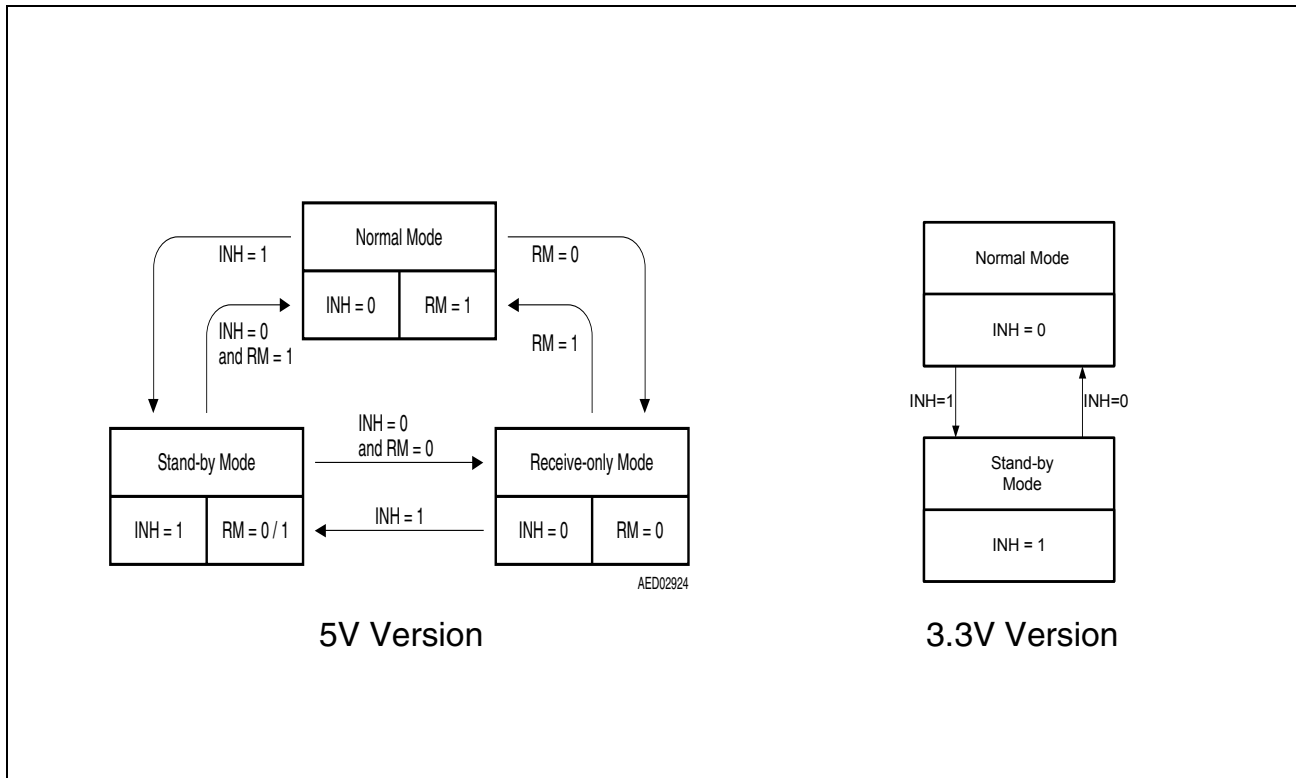 Normal Mode
INH = 0
RM = 1
INH = 1
RM = 0
INH = 0
and RM = 1
RM = 1
INH = 0
and RM = 0
INH = 1
Stand-by Mode
INH = 1
RM = 0 / 1
Receive-only Mode
INH = 0
RM = 0
AED02924
5V Version
Normal Mode
INH = 0
INH=1
INH=0
Stand-by
Mode
INH = 1
3.3V Version